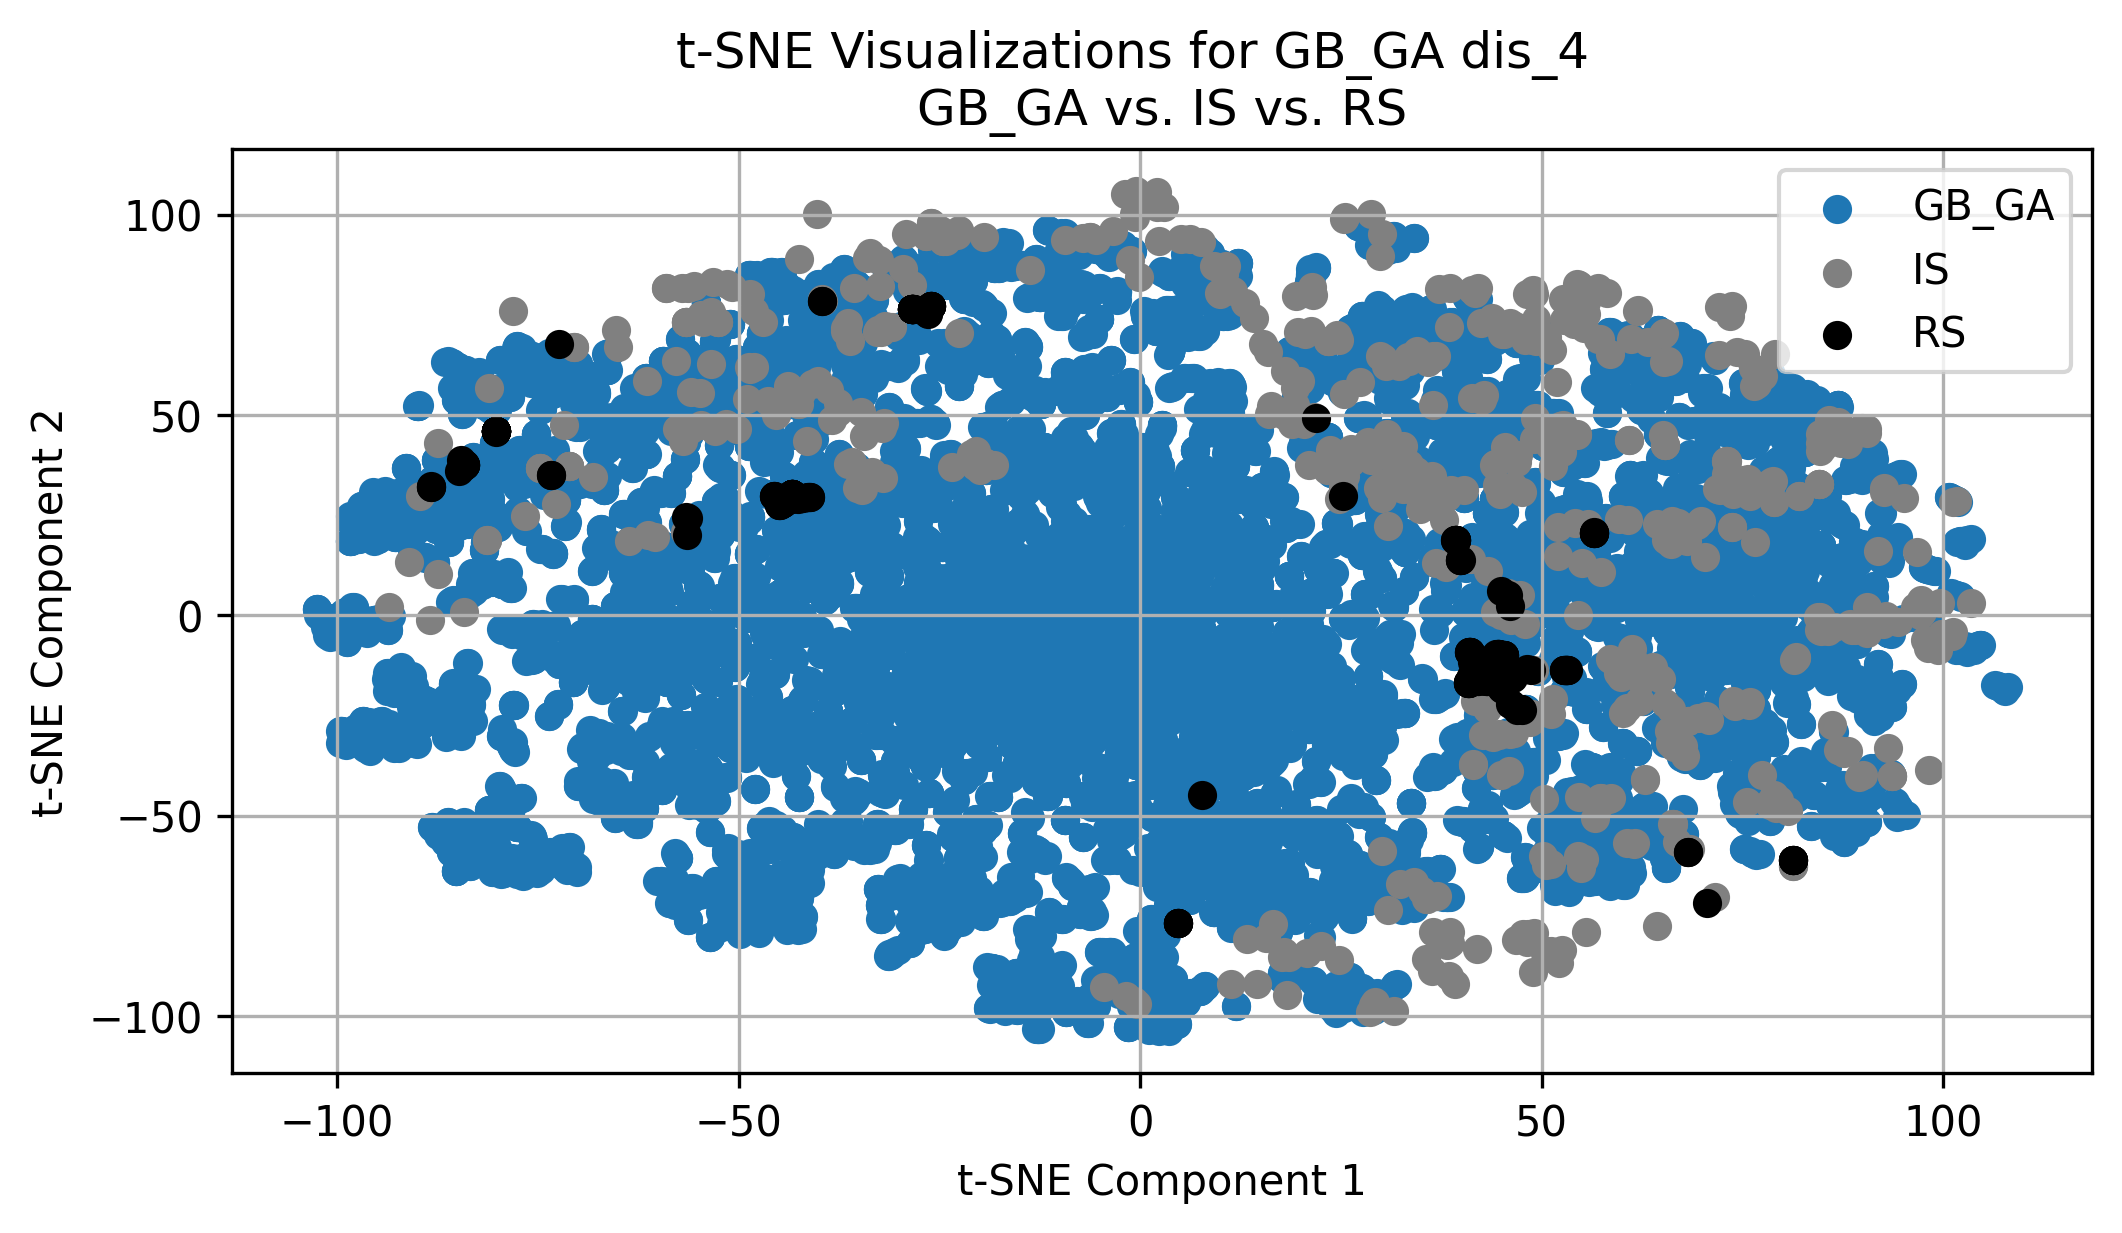 t-SNE Visualizations for GB_GA dis_4
GB_GA vs. IS vs. RS
GB_GA
IS
RS
t-SNE Component 2
100
50
0
−50
−100
−100
−50
0
50
100
t-SNE Component 1